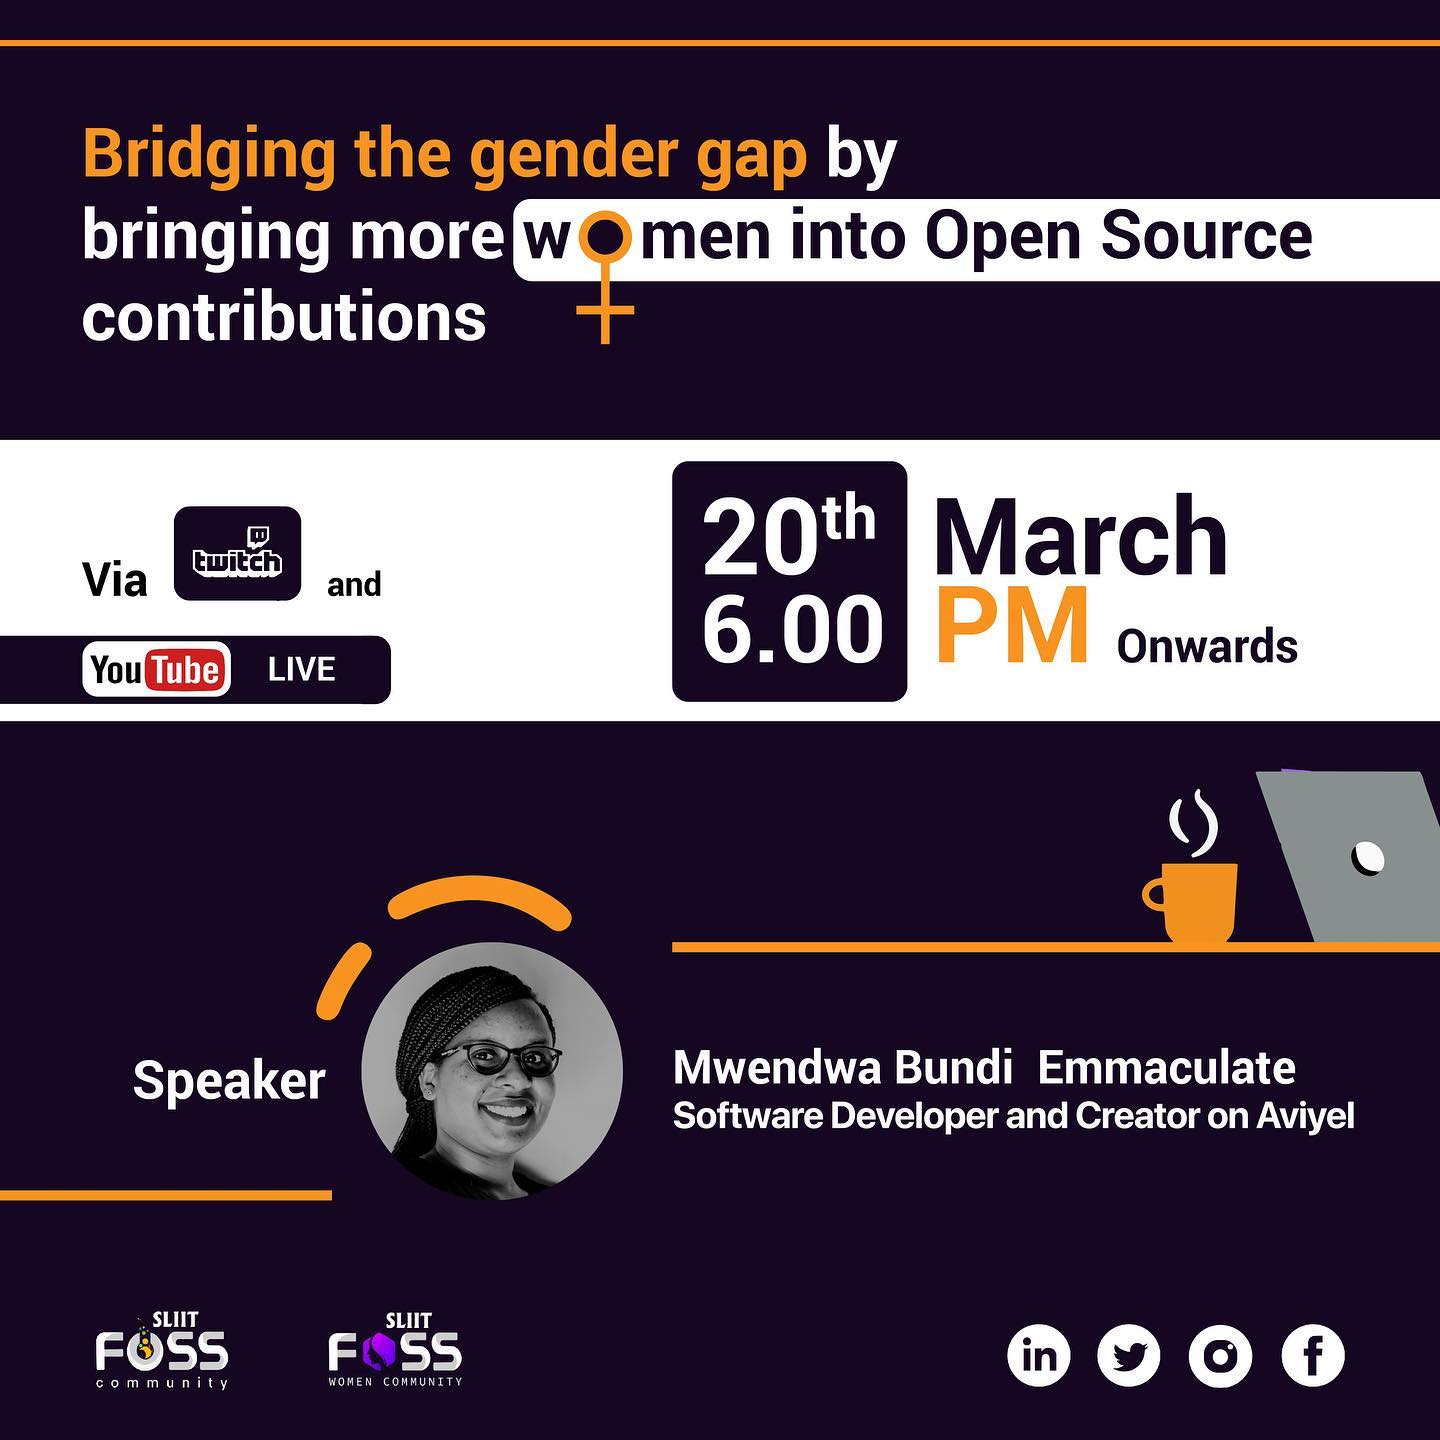 Bridging the gender gap by
bringing more women into Open Source
contributions
Via twitch and
YouTube LIVE
20th March
6.00 PM Onwards
Speaker
Mwendwa Bundi Emmaculate
Software Developer and Creator on Aviyel
SLIIT
FOSS
community
SLIIT
FOSS
WOMEN COMMUNITY
in
f